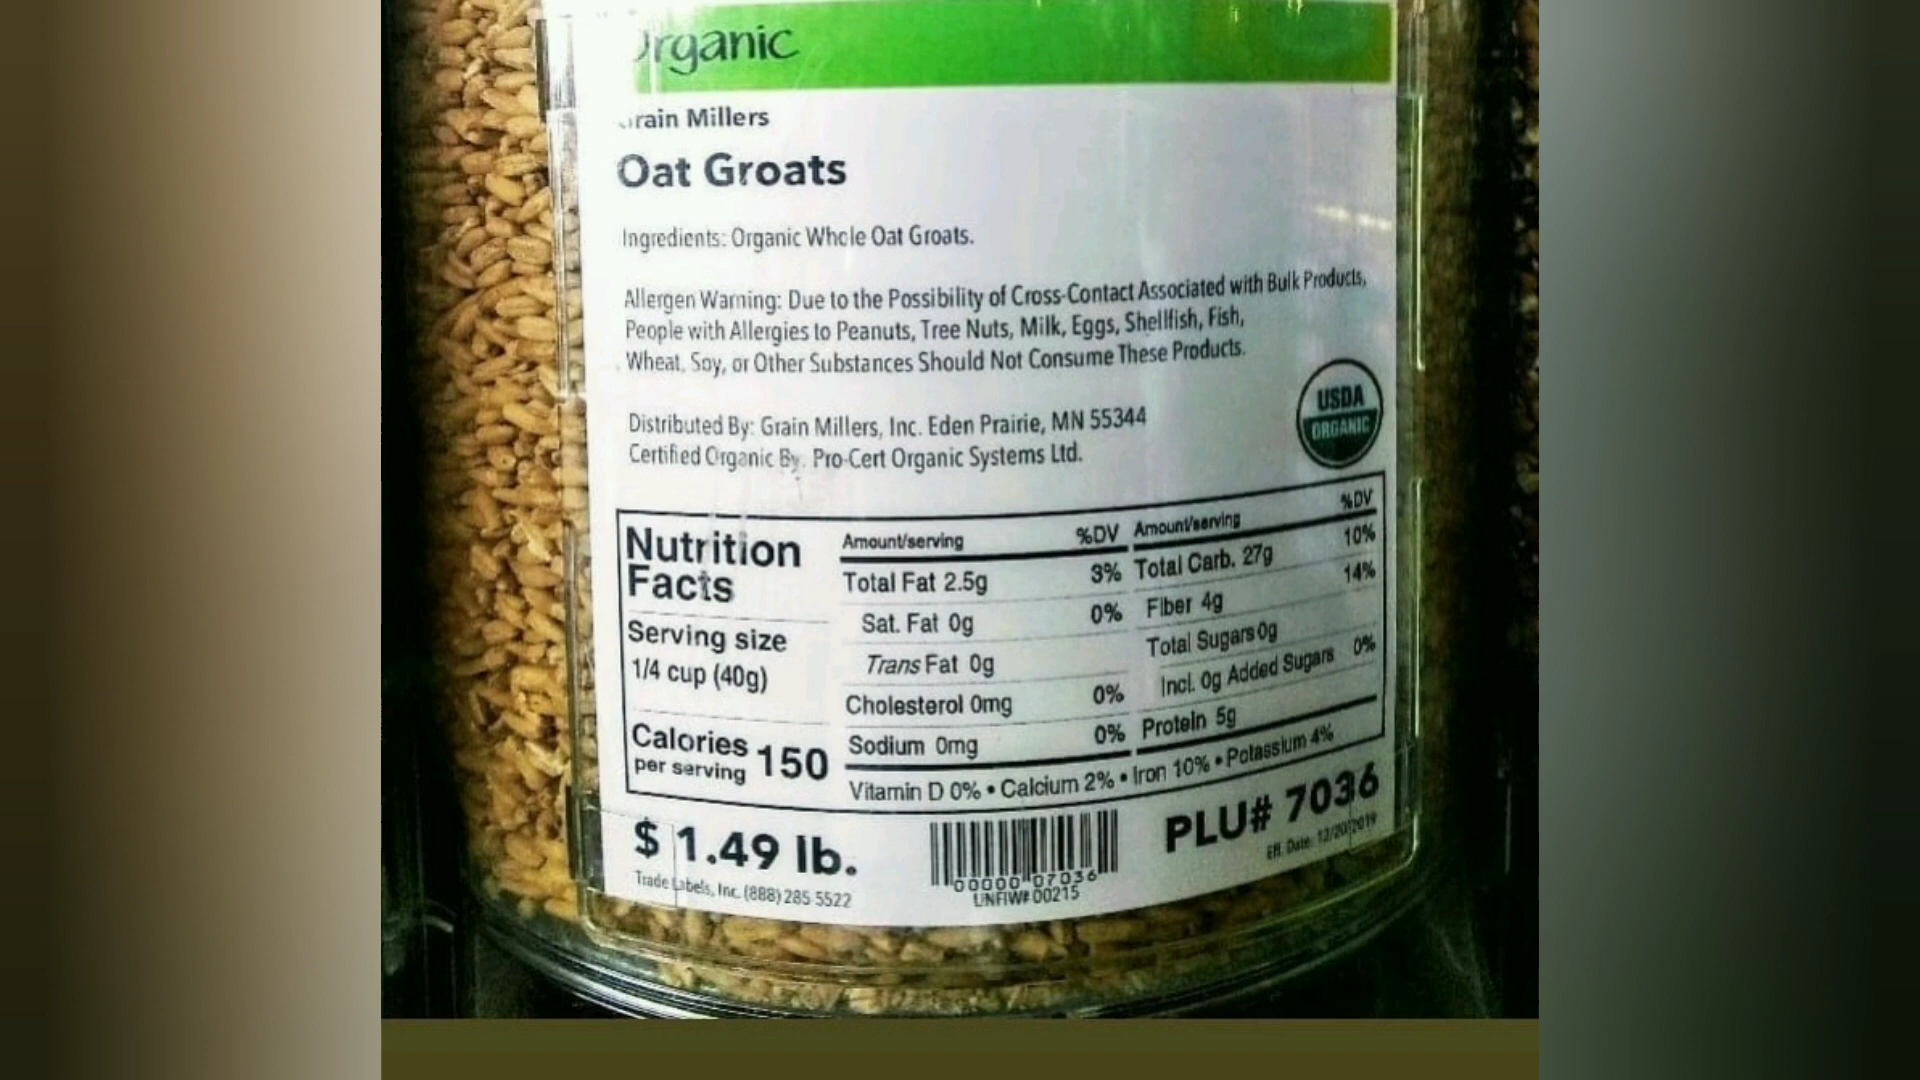 Organic
Grain Millers
Oat Groats
Ingredients: Organic Whole Oat Groats.
Allergen Warning: Due to the Possibility of Cross-Contact Associated with Bulk Products,
People with Allergies to Peanuts, Tree Nuts, Milk, Eggs, Shellfish, Fish,
Wheat, Soy, or Other Substances Should Not Consume These Products.
USDA
ORGANIC
Distributed By: Grain Millers, Inc. Eden Prairie, MN 55344
Certified Organic By: Pro-Cert Organic Systems Ltd.
Nutrition
Facts
Serving size
1/4 cup (40g)
Calories 150
per serving
Amount/serving %DV
Total Fat 2.5g 3%
Sat. Fat 0g 0%
Trans Fat 0g
Cholesterol 0mg 0%
Sodium 0mg 0%
Amount/serving %DV
Total Carb. 27g 10%
Fiber 4g 14%
Total Sugars 0g
Incl. 0g Added Sugars 0%
Protein 5g
Vitamin D 0% • Calcium 2% • Iron 10% • Potassium 4%
$ 1.49 lb.
Trade Labels, Inc. (888) 285 5522
00000 07036
UNFIW# 00215
PLU# 7036
Eff. Date: 12/20/2019